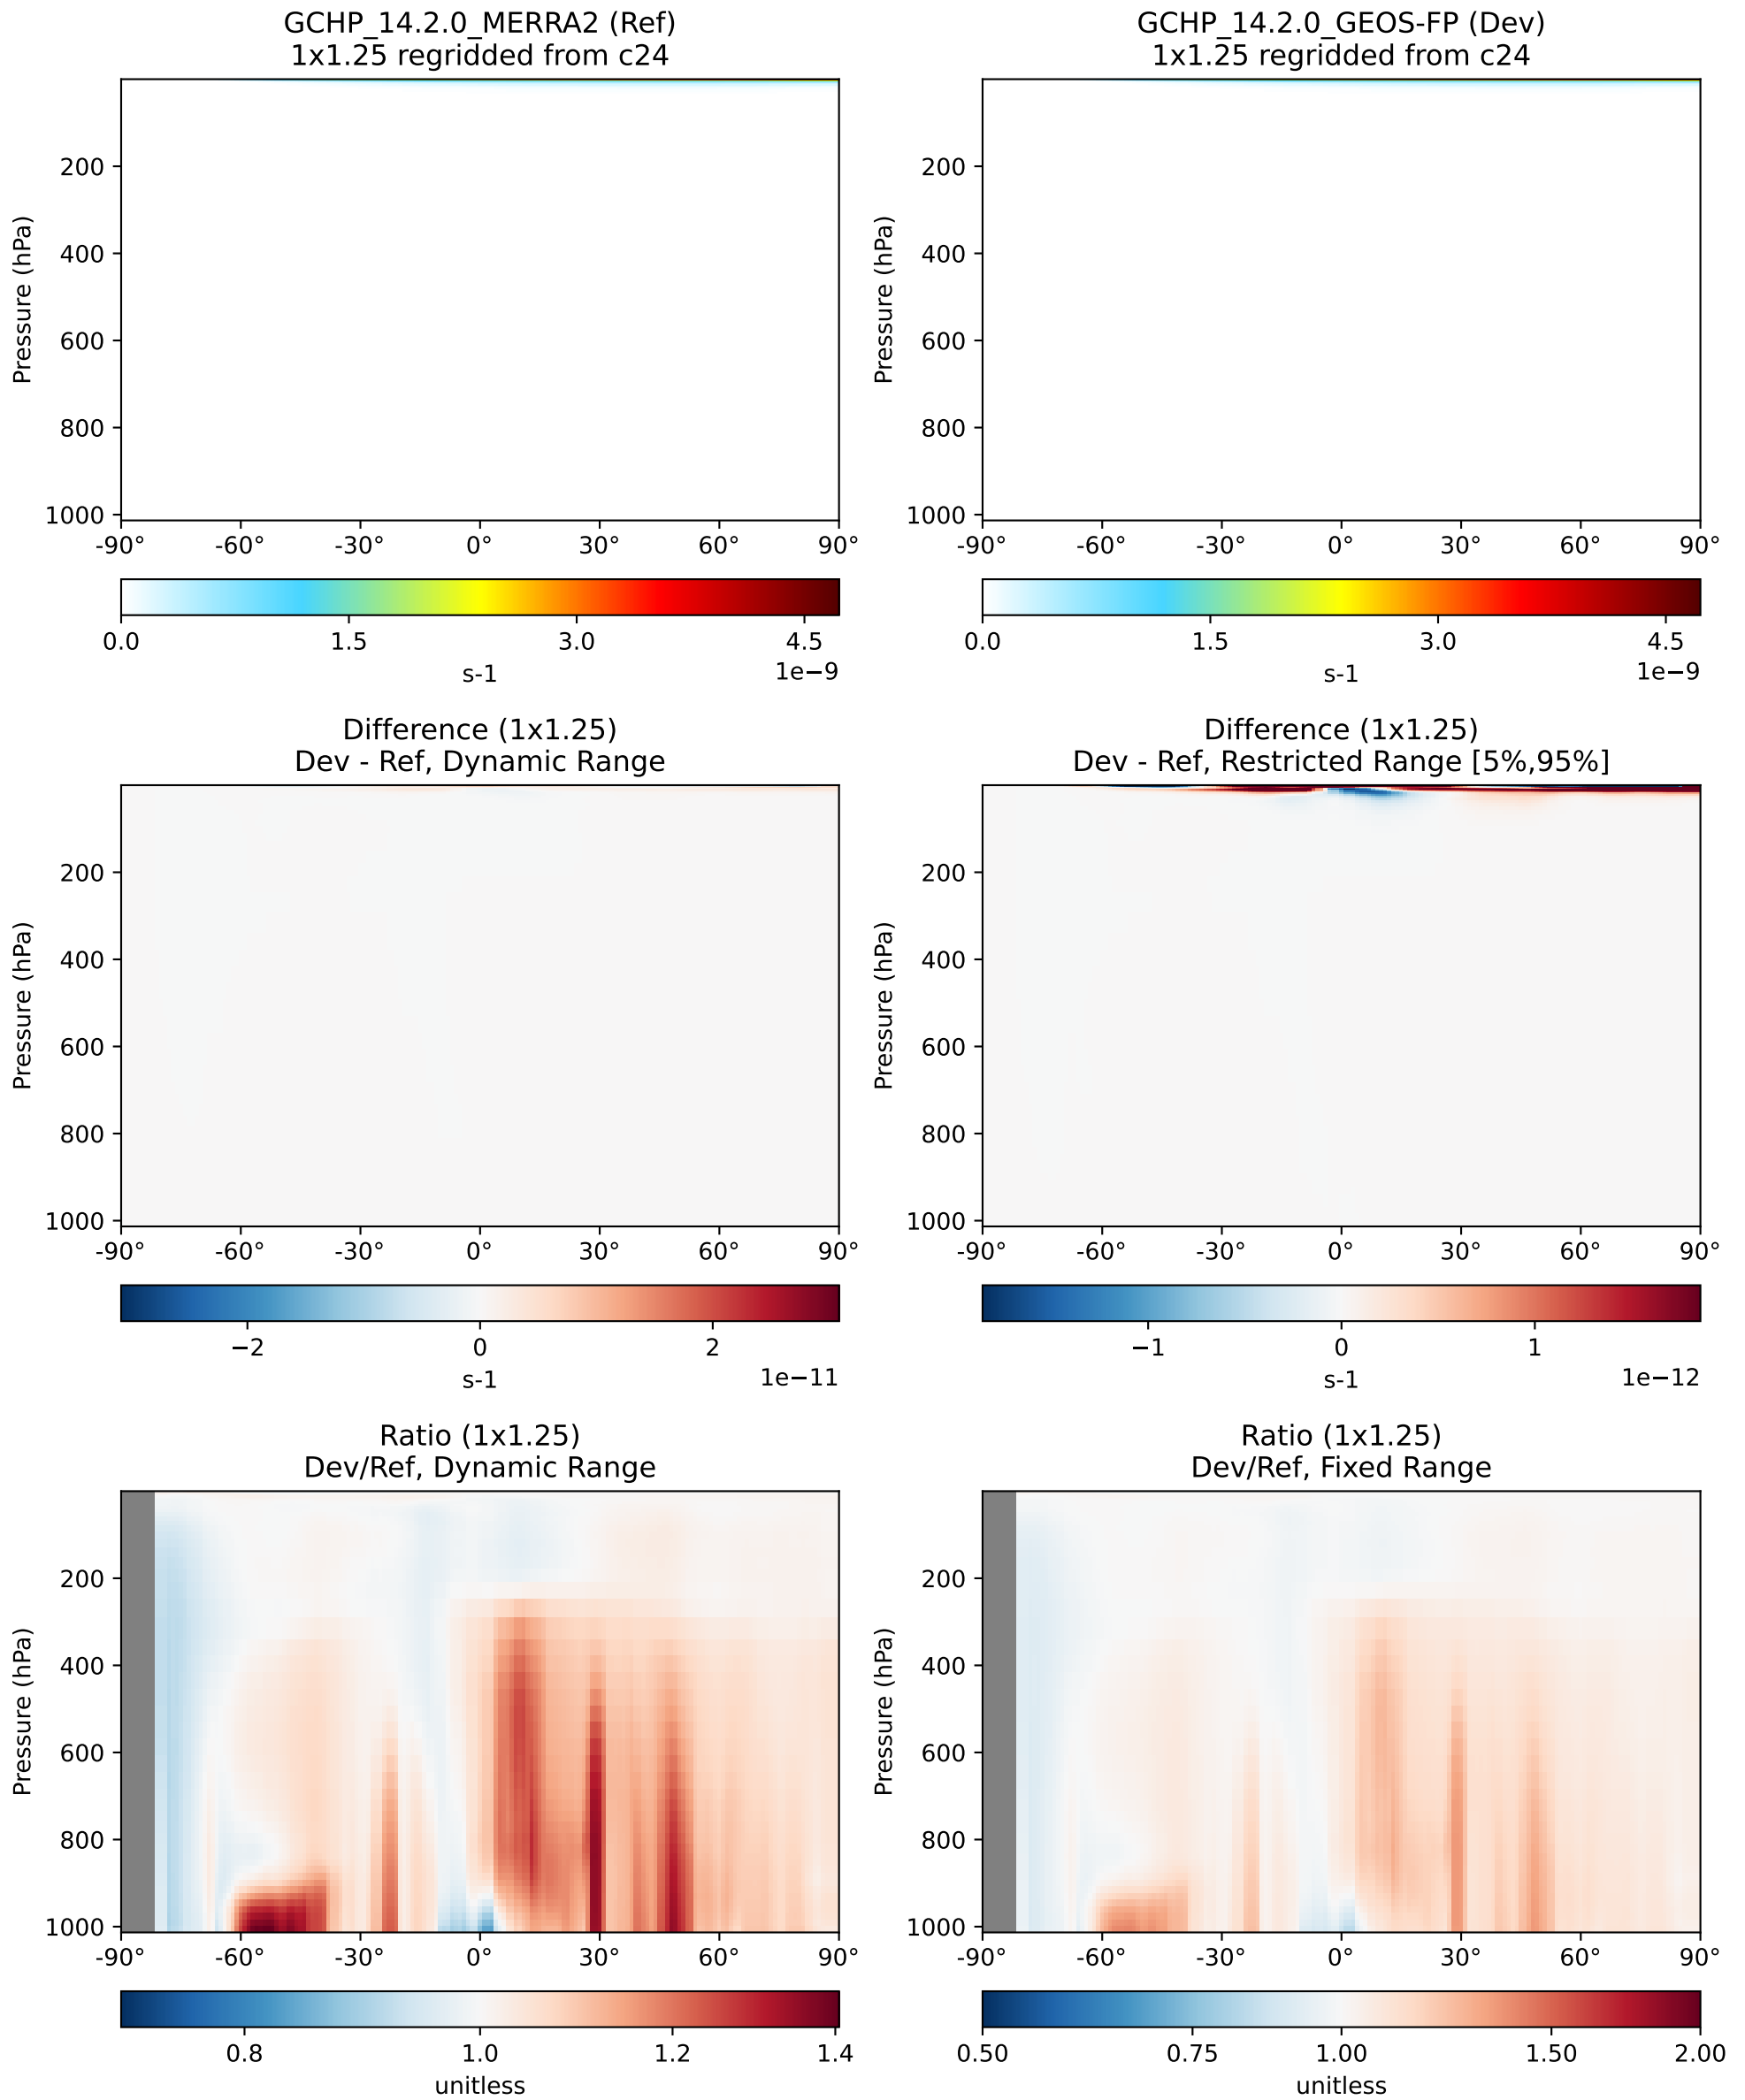 GCHP_14.2.0_MERRA2 (Ref)
1x1.25 regridded from c24
Pressure (hPa)
200
400
600
800
1000
-90° -60° -30° 0° 30° 60° 90°
0.0 1.5 3.0 4.5
s-1 1e−9
GCHP_14.2.0_GEOS-FP (Dev)
1x1.25 regridded from c24
Pressure (hPa)
200
400
600
800
1000
-90° -60° -30° 0° 30° 60° 90°
0.0 1.5 3.0 4.5
s-1 1e−9
Difference (1x1.25)
Dev - Ref, Dynamic Range
Pressure (hPa)
200
400
600
800
1000
-90° -60° -30° 0° 30° 60° 90°
−2 0 2
s-1 1e−11
Difference (1x1.25)
Dev - Ref, Restricted Range [5%,95%]
Pressure (hPa)
200
400
600
800
1000
-90° -60° -30° 0° 30° 60° 90°
−1 0 1
s-1 1e−12
Ratio (1x1.25)
Dev/Ref, Dynamic Range
Pressure (hPa)
200
400
600
800
1000
-90° -60° -30° 0° 30° 60° 90°
0.8 1.0 1.2 1.4
unitless
Ratio (1x1.25)
Dev/Ref, Fixed Range
Pressure (hPa)
200
400
600
800
1000
-90° -60° -30° 0° 30° 60° 90°
0.50 0.75 1.00 1.50 2.00
unitless